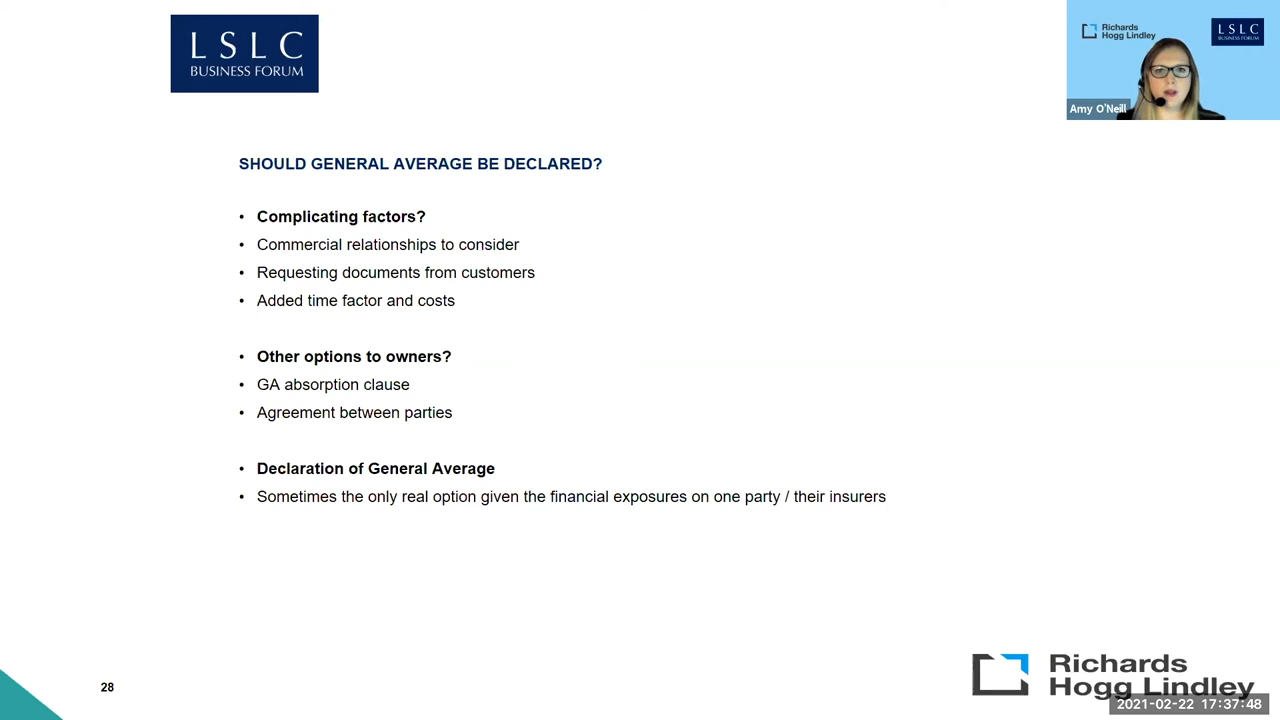 L S L C
BUSINESS FORUM
Richards
Hogg Lindley
L S L C
BUSINESS FORUM
Amy O'Neill
SHOULD GENERAL AVERAGE BE DECLARED?
• Complicating factors?
• Commercial relationships to consider
• Requesting documents from customers
• Added time factor and costs
• Other options to owners?
• GA absorption clause
• Agreement between parties
• Declaration of General Average
• Sometimes the only real option given the financial exposures on one party / their insurers
28
Richards
Hogg Lindley
2021-02-22 17:37:48